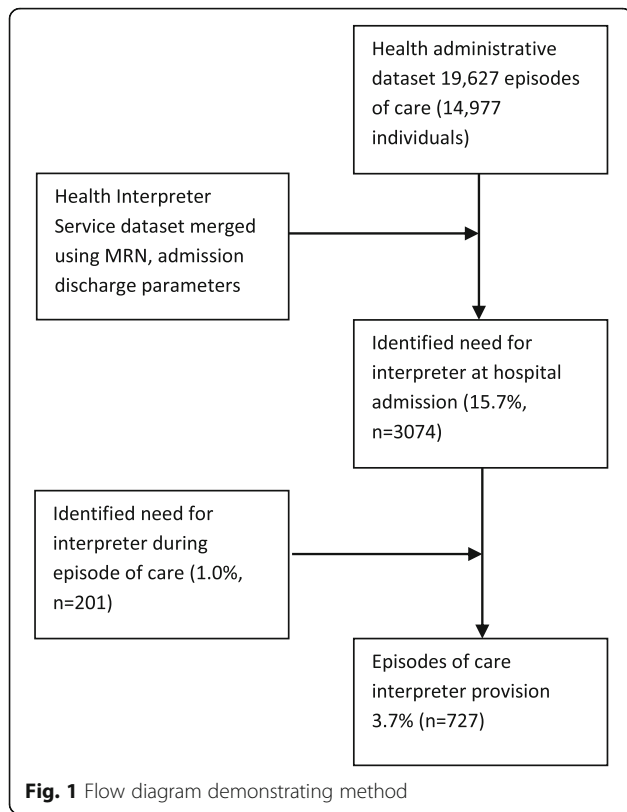 Health administrative
dataset 19,627 episodes
of care (14,977
individuals)
Health Interpreter
Service dataset merged
using MRN, admission
discharge parameters
Identified need for
interpreter at hospital
admission (15.7%,
n=3074)
Identified need for
interpreter during
episode of care (1.0%,
n=201)
Episodes of care
interpreter provision
3.7% (n=727)
Fig. 1 Flow diagram demonstrating method